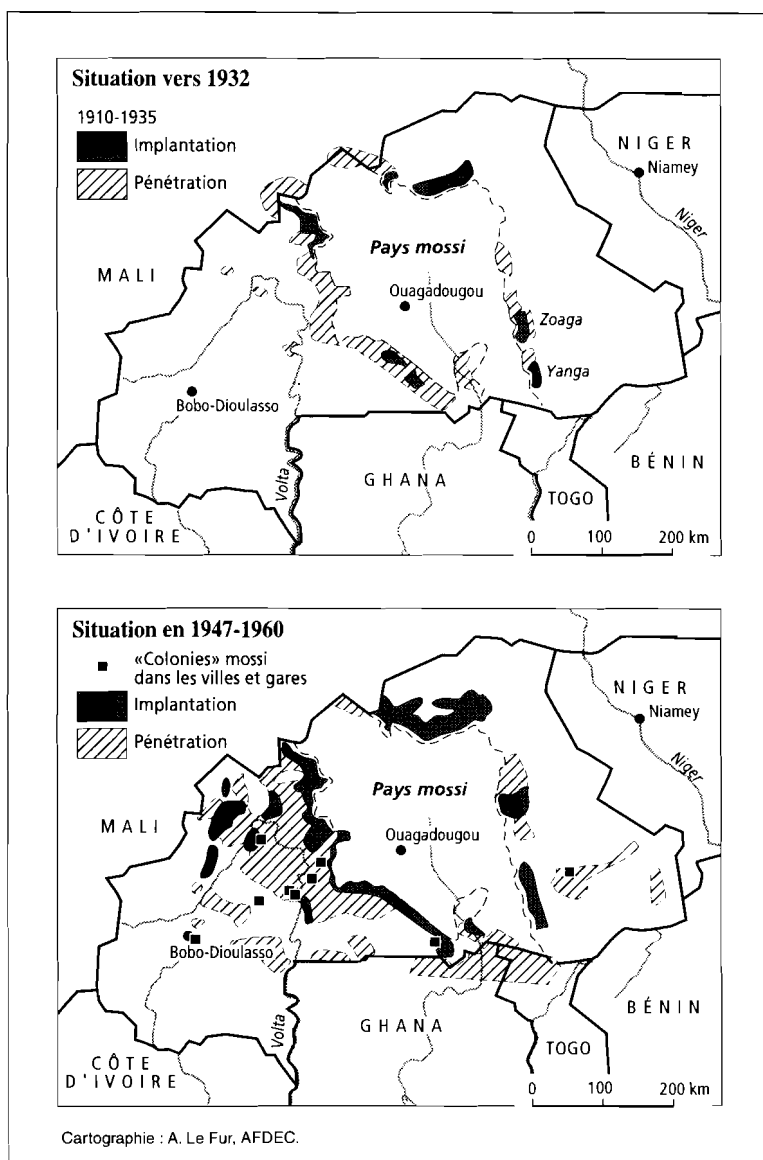 Situation vers 1932
1910-1935
Implantation
Pénétration
NIGER
Niamey
Niger
MALI
Pays mossi
Ouagadougou
Zoaga
Yanga
Bobo-Dioulasso
Volta
GHANA
TOGO
BÉNIN
CÔTE
D'IVOIRE
0 100 200 km
Situation en 1947-1960
«Colonies» mossi
dans les villes et gares
Implantation
Pénétration
NIGER
Niamey
Niger
MALI
Pays mossi
Ouagadougou
Bobo-Dioulasso
Volta
GHANA
TOGO
BÉNIN
CÔTE
D'IVOIRE
0 100 200 km
Cartographie : A. Le Fur, AFDEC.